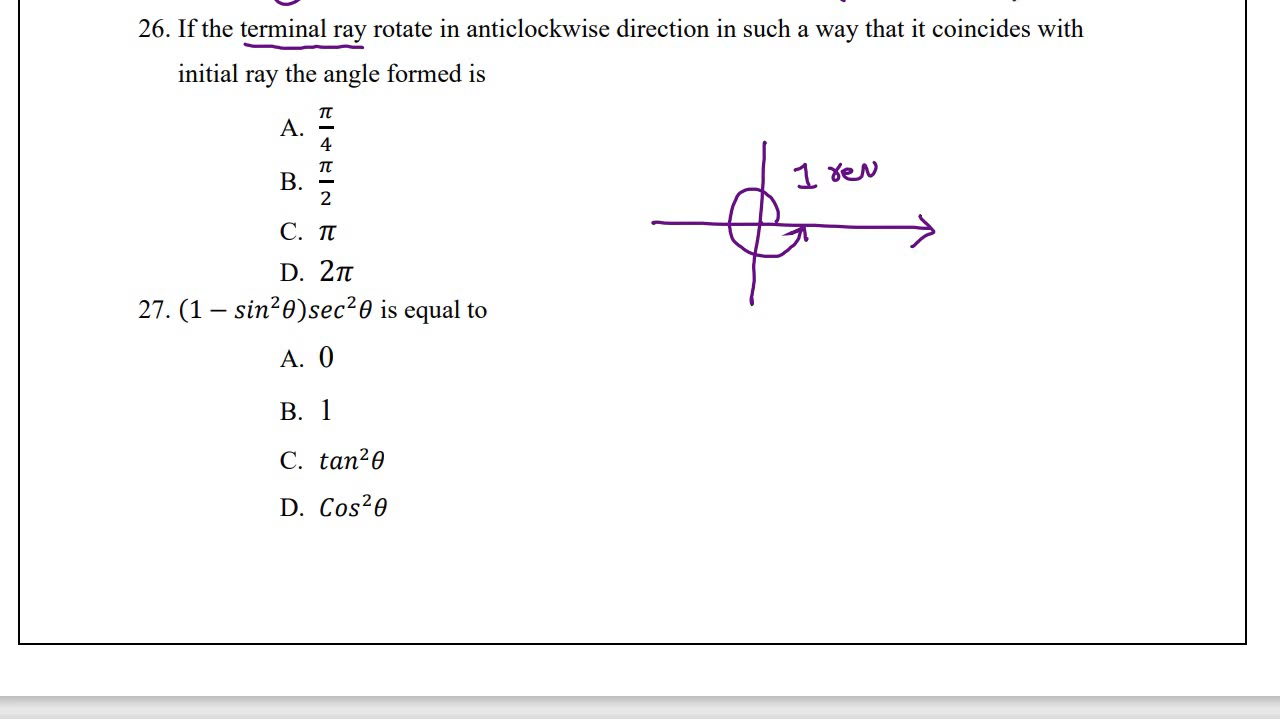 26. If the terminal ray rotate in anticlockwise direction in such a way that it coincides with
initial ray the angle formed is
A. π/4
B. π/2
C. π
D. 2π
1 rev
27. (1 − sin²θ)sec²θ is equal to
A. 0
B. 1
C. tan²θ
D. Cos²θ